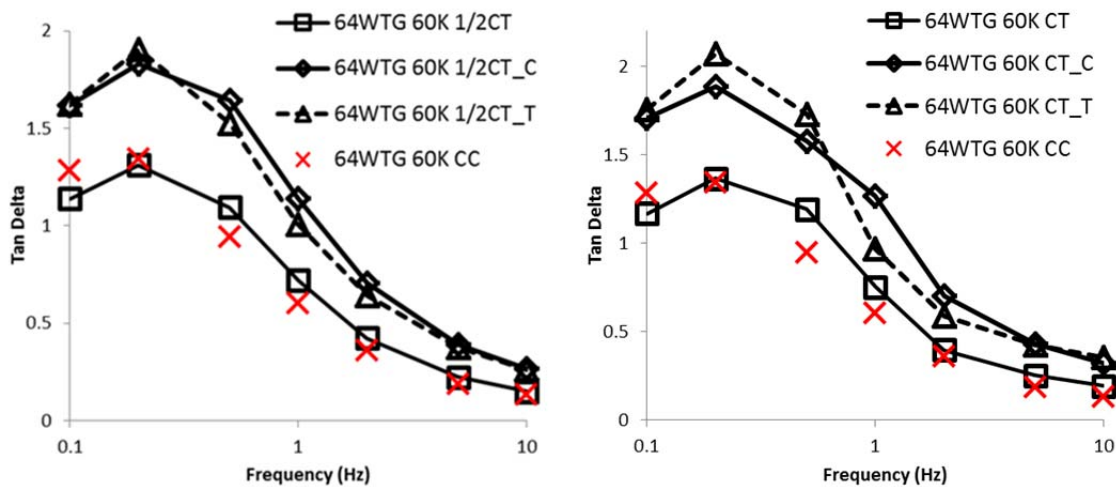 64WTG 60K 1/2CT
64WTG 60K 1/2CT_C
64WTG 60K 1/2CT_T
64WTG 60K CC
2
1.5
1
0.5
0
Tan Delta
0.1
1
10
Frequency (Hz)
64WTG 60K CT
64WTG 60K CT_C
64WTG 60K CT_T
64WTG 60K CC
2
1.5
1
0.5
0
Tan Delta
0.1
1
10
Frequency (Hz)